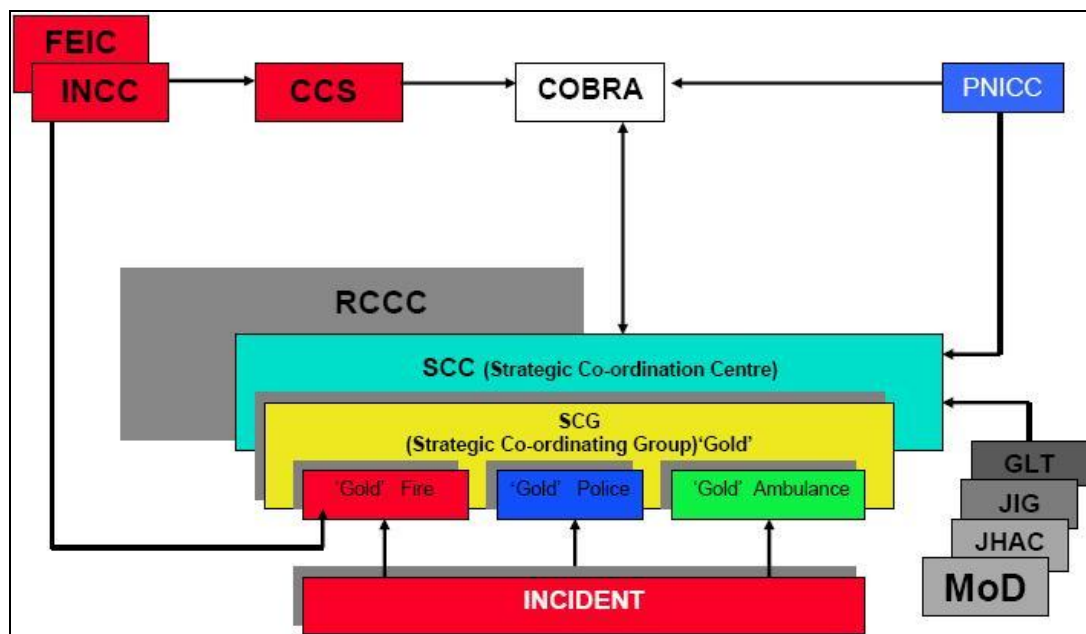 FEIC
INCC
CCS
COBRA
PNICC
RCCC
SCC (Strategic Co-ordination Centre)
SCG
(Strategic Co-ordinating Group)‘Gold’
‘Gold’ Fire
‘Gold’ Police
‘Gold’ Ambulance
GLT
JIG
JHAC
MoD
INCIDENT